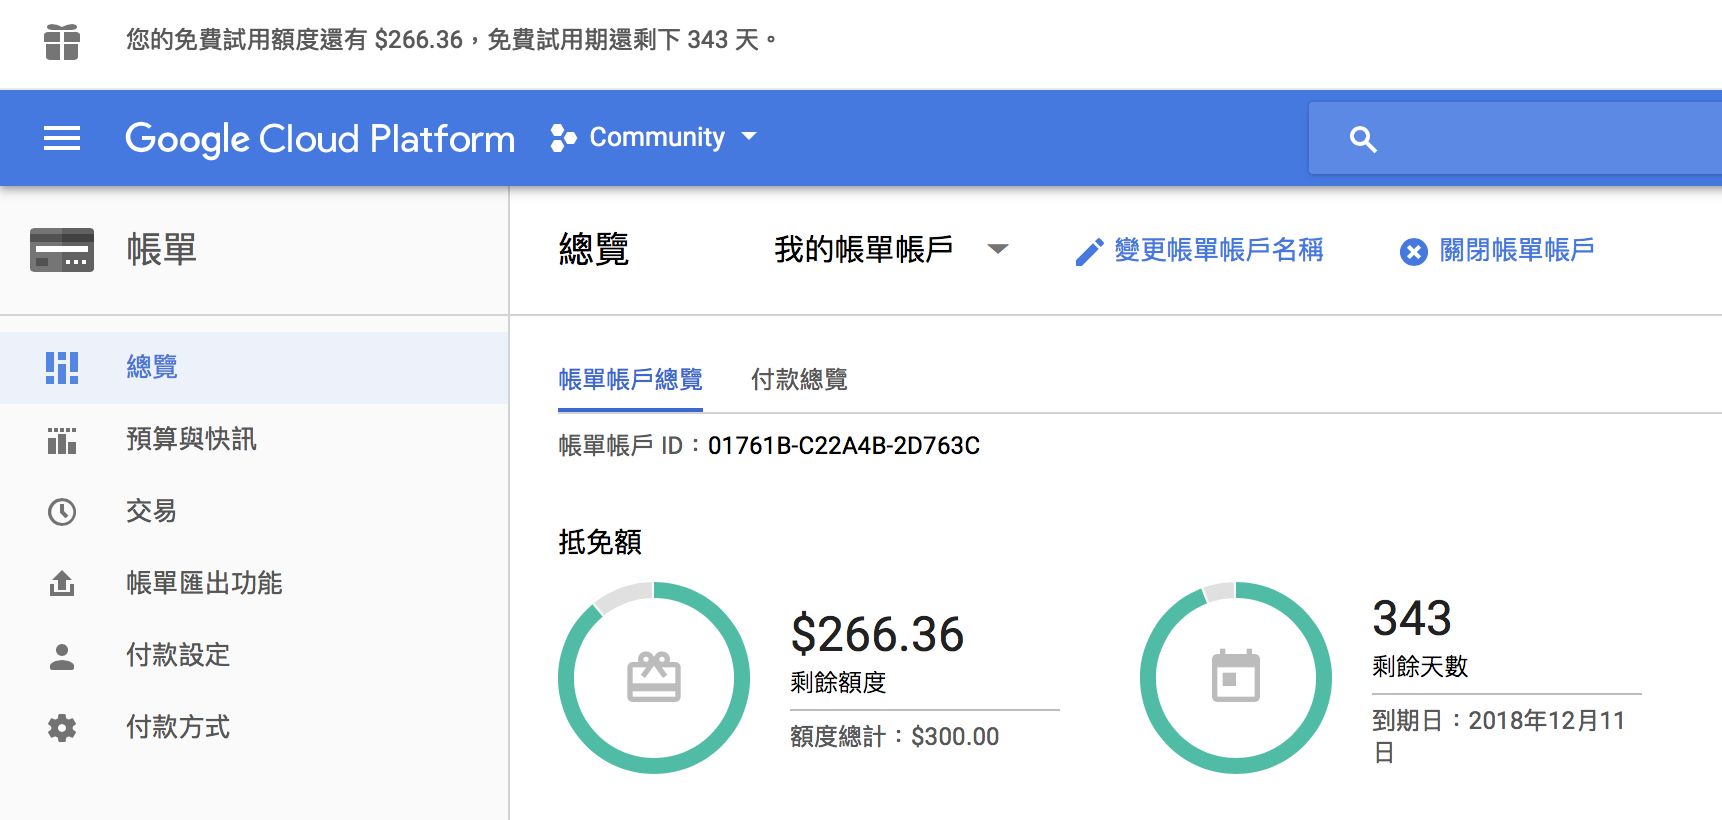 您的免費試用額度還有 $266.36，免費試用期還剩下 343 天。
Google Cloud Platform Community
帳單
總覽 我的帳單帳戶 變更帳單帳戶名稱 關閉帳單帳戶
總覽
預算與快訊
交易
帳單匯出功能
付款設定
付款方式
帳單帳戶總覽 付款總覽
帳單帳戶 ID：01761B-C22A4B-2D763C
抵免額
$266.36
剩餘額度
額度總計：$300.00
343
剩餘天數
到期日：2018年12月11
日